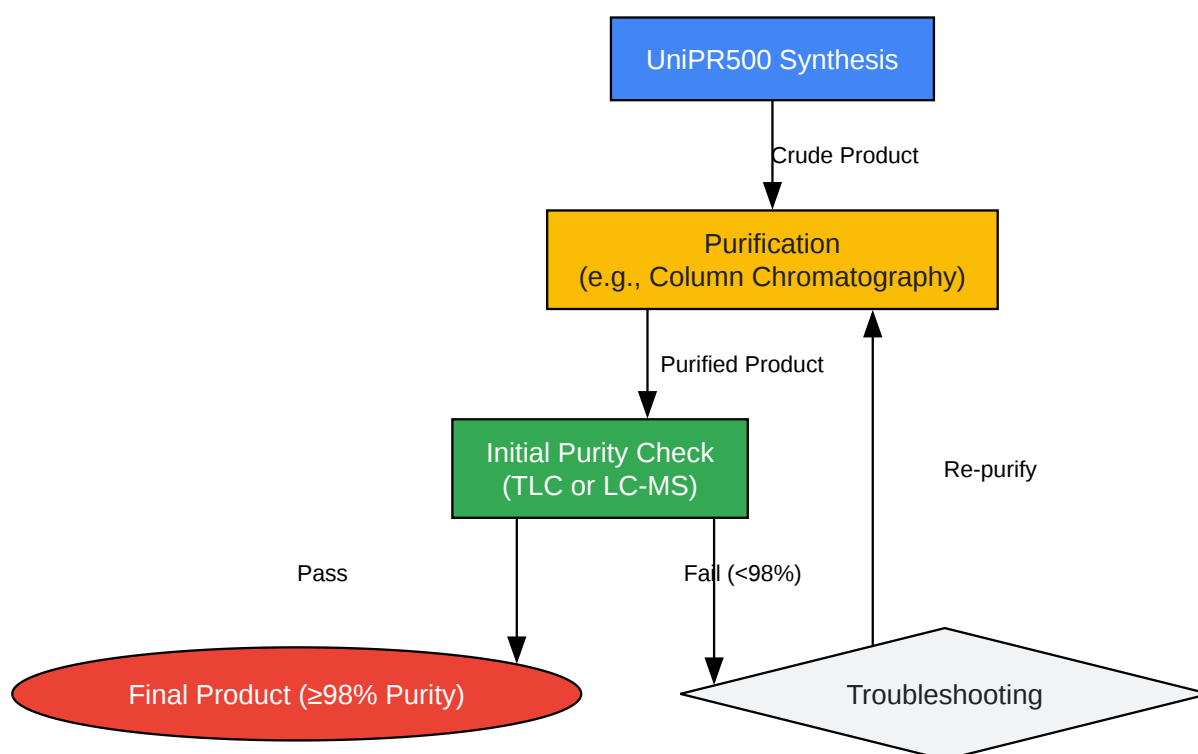 UniPR500 Synthesis
Crude Product
Purification
(e.g., Column Chromatography)
Purified Product
Initial Purity Check
(TLC or LC-MS)
Re-purify
Pass
Fail (<98%)
Final Product (≥98% Purity)
Troubleshooting